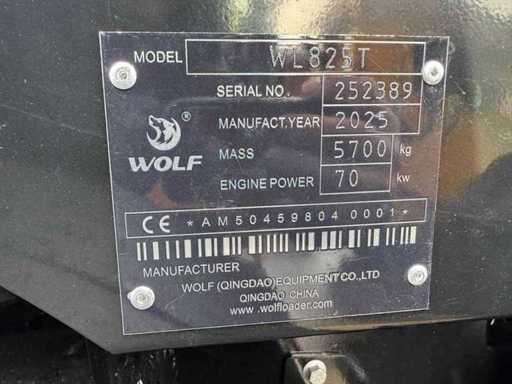 MODEL WL825T
SERIAL NO. 252389
MANUFACT.YEAR 2025
MASS 5700 kg
ENGINE POWER 70 kw
®
WOLF
CE *AM50459804 0001*
MANUFACTURER
WOLF (QINGDAO)EQUIPMENT CO.,LTD
QINGDAO CHINA
www.wolfloader.com